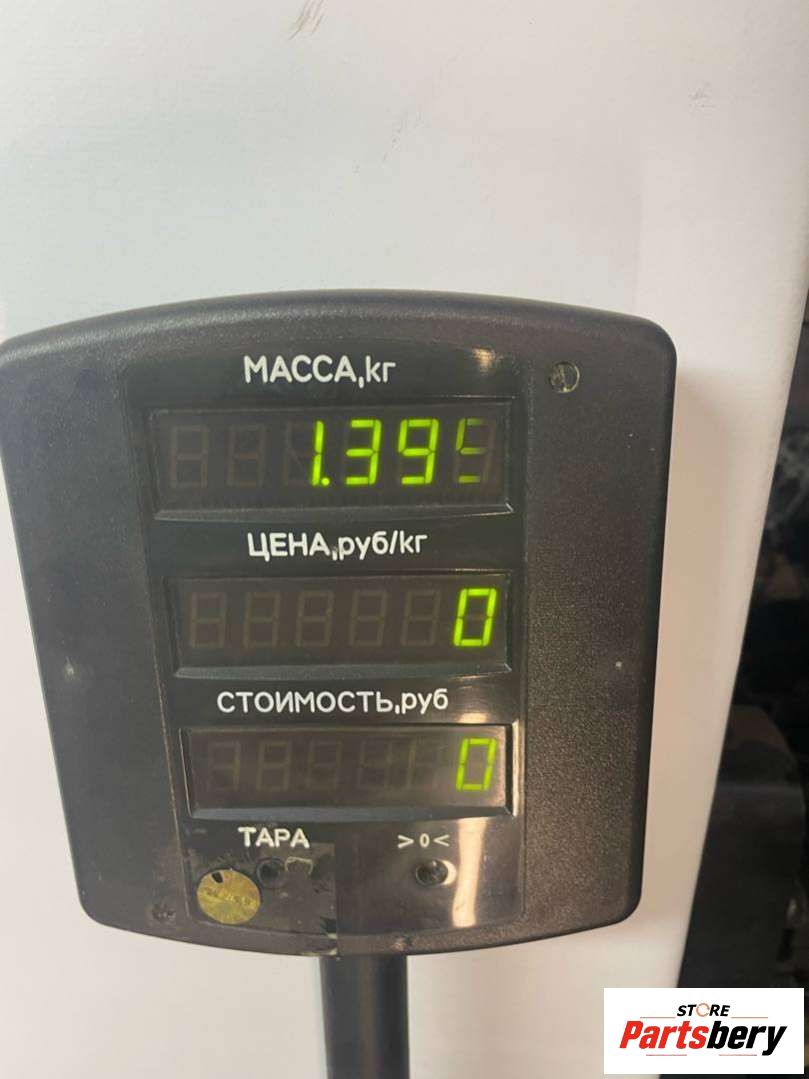 МАССА,кг
1.395
ЦЕНА,руб/кг
0
СТОИМОСТЬ,руб
0
ТАРА >0<
STORE
Partsbery